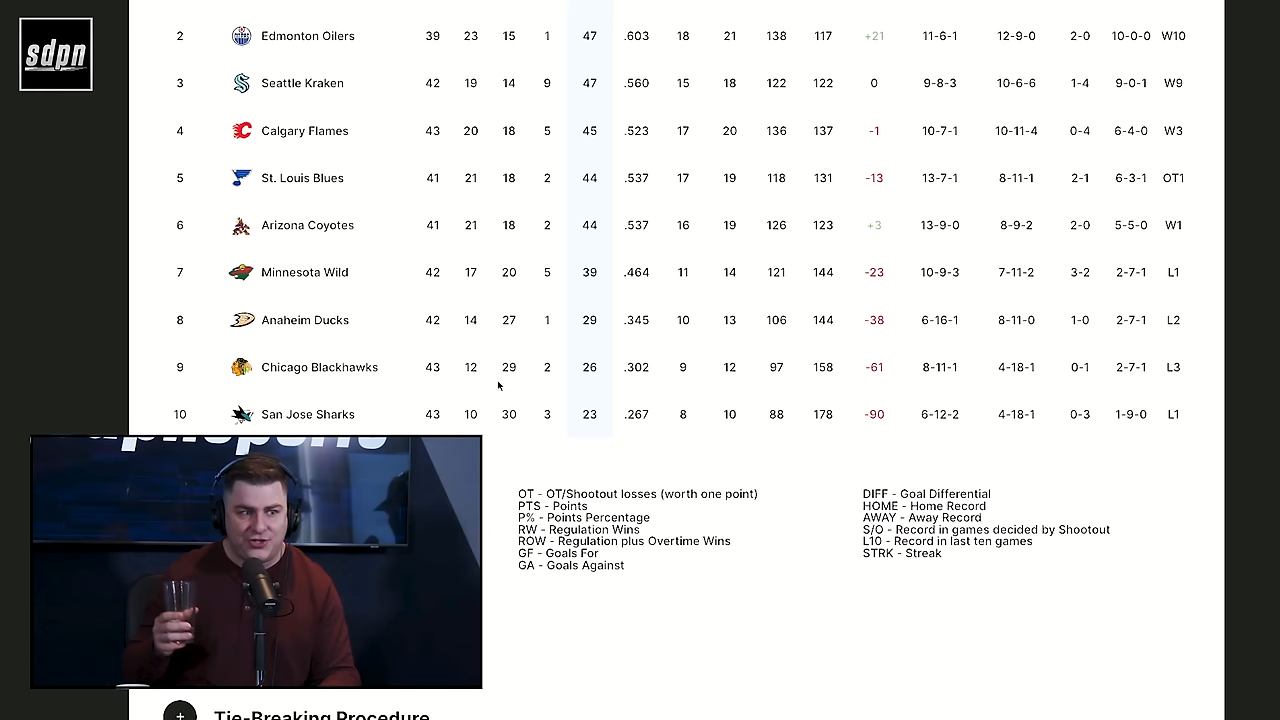 sdpn
2 Edmonton Oilers 39 23 15 1 47 .603 18 21 138 117 +21 11-6-1 12-9-0 2-0 10-0-0 W10
3 Seattle Kraken 42 19 14 9 47 .560 15 18 122 122 0 9-8-3 10-6-6 1-4 9-0-1 W9
4 Calgary Flames 43 20 18 5 45 .523 17 20 136 137 -1 10-7-1 10-11-4 0-4 6-4-0 W3
5 St. Louis Blues 41 21 18 2 44 .537 17 19 118 131 -13 13-7-1 8-11-1 2-1 6-3-1 OT1
6 Arizona Coyotes 41 21 18 2 44 .537 16 19 126 123 +3 13-9-0 8-9-2 2-0 5-5-0 W1
7 Minnesota Wild 42 17 20 5 39 .464 11 14 121 144 -23 10-9-3 7-11-2 3-2 2-7-1 L1
8 Anaheim Ducks 42 14 27 1 29 .345 10 13 106 144 -38 6-16-1 8-11-0 1-0 2-7-1 L2
9 Chicago Blackhawks 43 12 29 2 26 .302 9 12 97 158 -61 8-11-1 4-18-1 0-1 2-7-1 L3
10 San Jose Sharks 43 10 30 3 23 .267 8 10 88 178 -90 6-12-2 4-18-1 0-3 1-9-0 L1
OT - OT/Shootout losses (worth one point)
PTS - Points
P% - Points Percentage
RW - Regulation Wins
ROW - Regulation plus Overtime Wins
GF - Goals For
GA - Goals Against
DIFF - Goal Differential
HOME - Home Record
AWAY - Away Record
S/O - Record in games decided by Shootout
L10 - Record in last ten games
STRK - Streak
Tie-Breaking Procedure